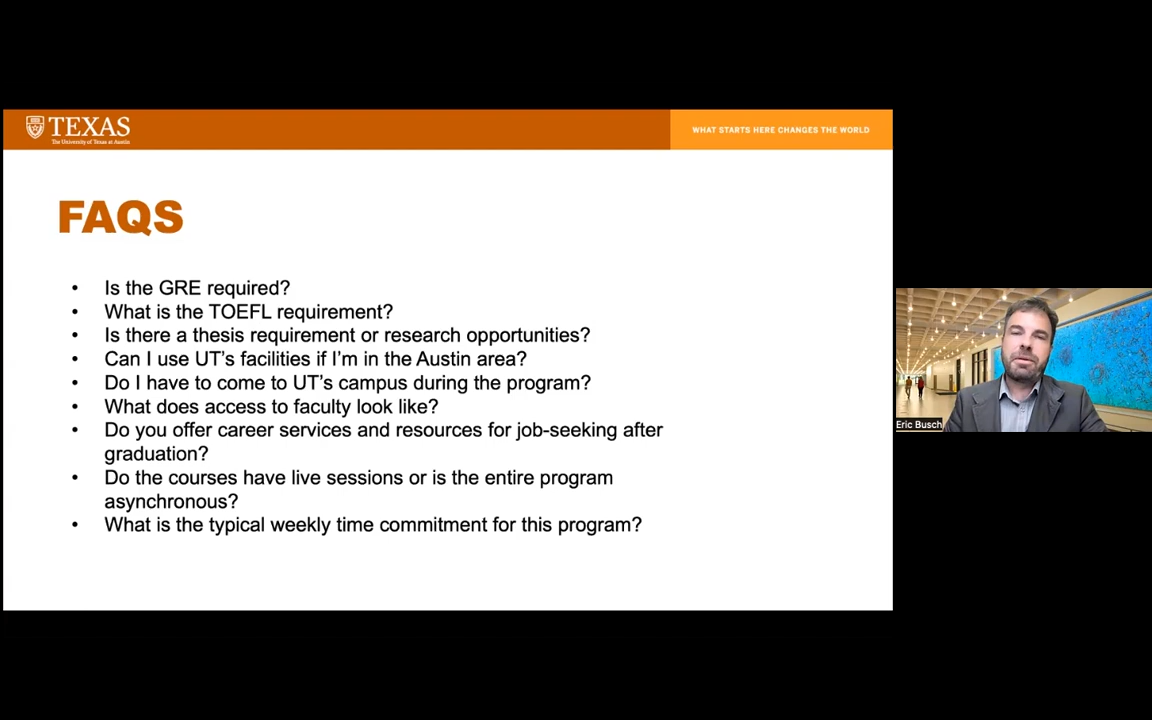 TEXAS
The University of Texas at Austin
WHAT STARTS HERE CHANGES THE WORLD
FAQS
• Is the GRE required?
• What is the TOEFL requirement?
• Is there a thesis requirement or research opportunities?
• Can I use UT's facilities if I'm in the Austin area?
• Do I have to come to UT's campus during the program?
• What does access to faculty look like?
• Do you offer career services and resources for job-seeking after
graduation?
• Do the courses have live sessions or is the entire program
asynchronous?
• What is the typical weekly time commitment for this program?
Eric Busch